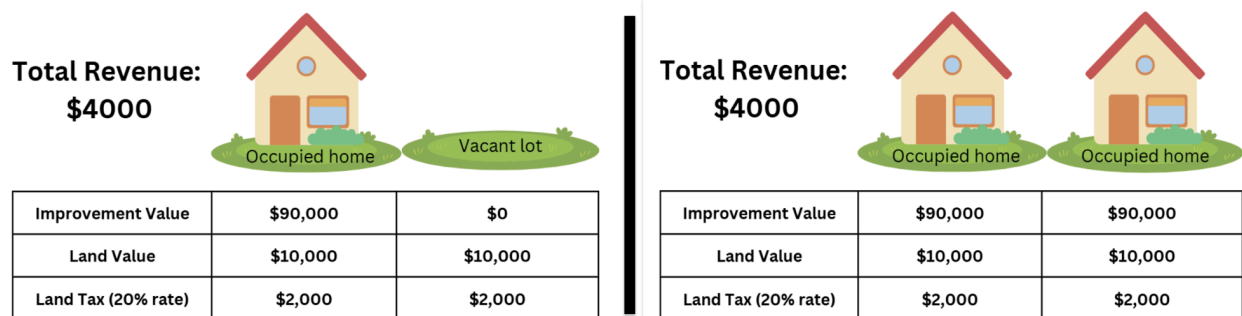 Total Revenue:
$4000
Occupied home
Vacant lot
Improvement Value $90,000 $0
Land Value $10,000 $10,000
Land Tax (20% rate) $2,000 $2,000
Total Revenue:
$4000
Occupied home
Occupied home
Improvement Value $90,000 $90,000
Land Value $10,000 $10,000
Land Tax (20% rate) $2,000 $2,000